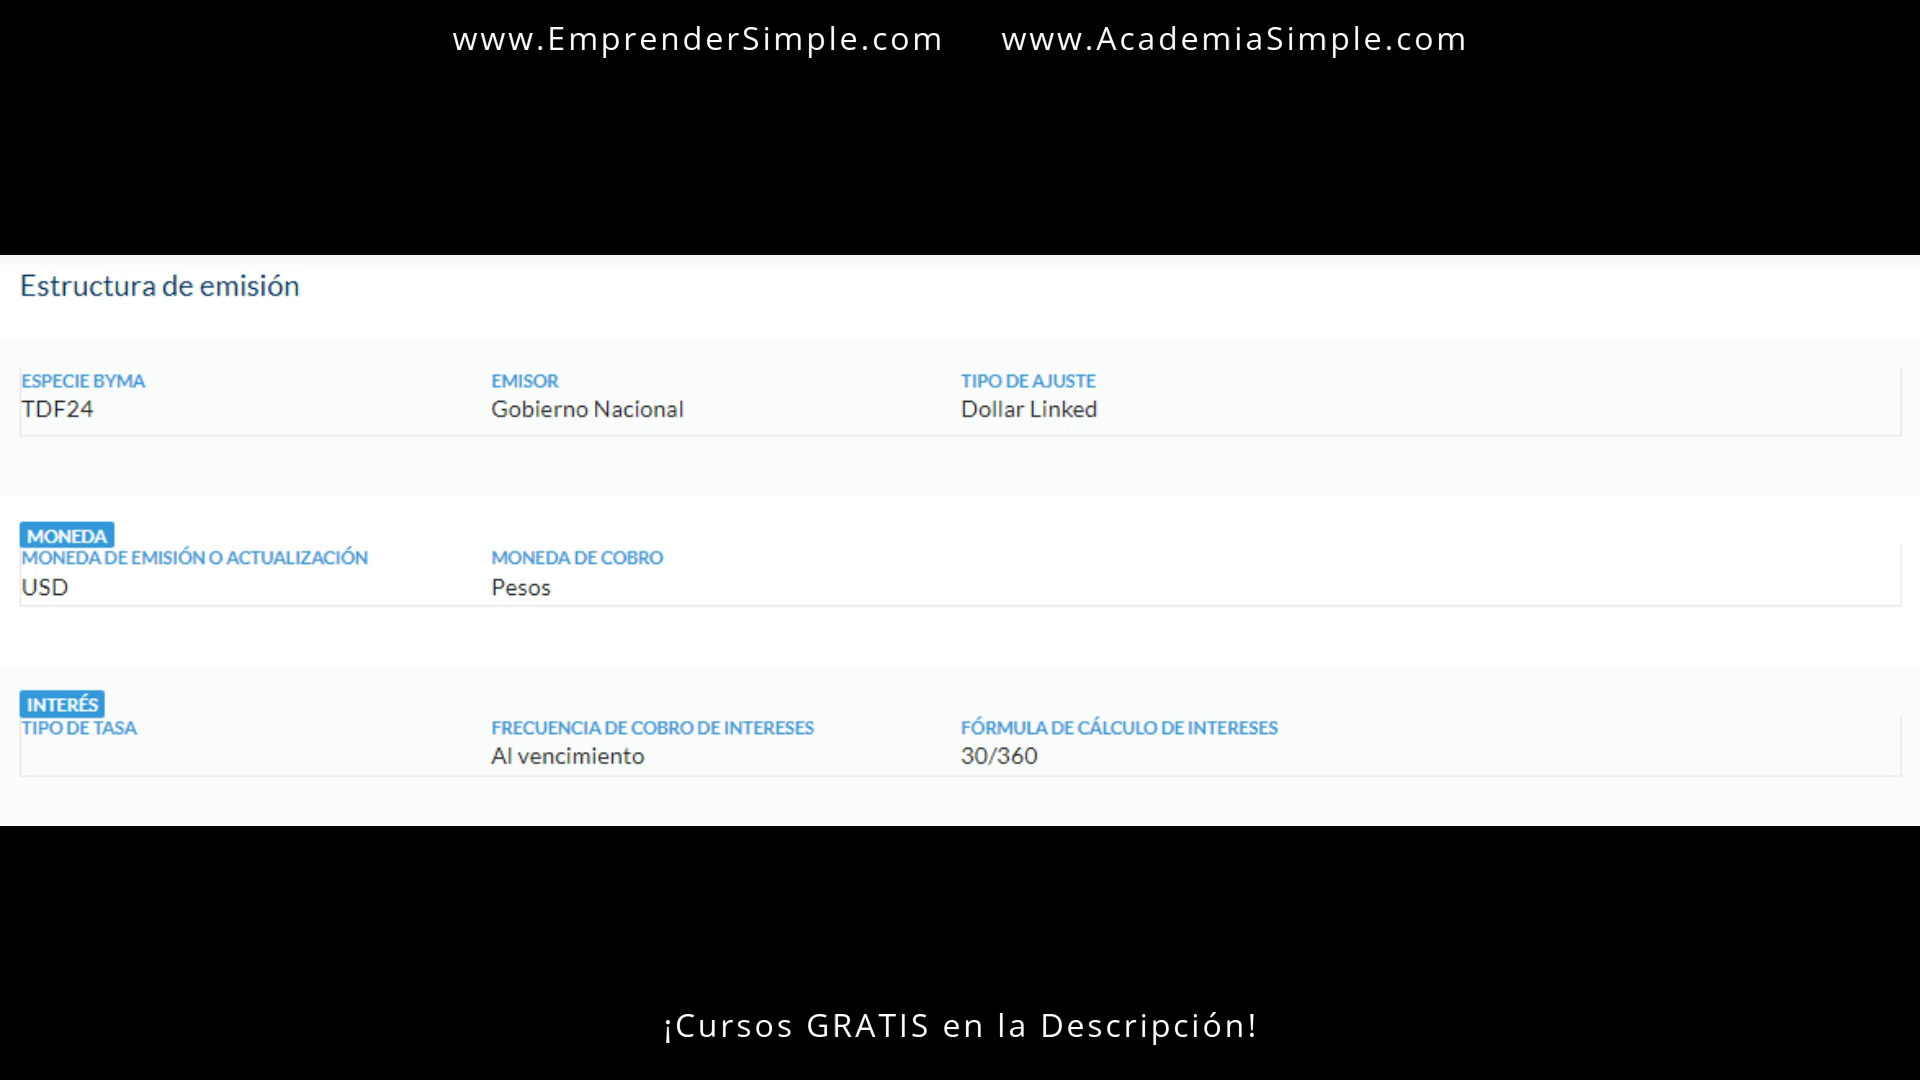 www.EmprenderSimple.com www.AcademiaSimple.com
Estructura de emisión
ESPECIE BYMA EMISOR TIPO DE AJUSTE
TDF24 Gobierno Nacional Dollar Linked
MONEDA
MONEDA DE EMISIÓN O ACTUALIZACIÓN MONEDA DE COBRO
USD Pesos
INTERÉS
TIPO DE TASA FRECUENCIA DE COBRO DE INTERESES FÓRMULA DE CÁLCULO DE INTERESES
Al vencimiento 30/360
¡Cursos GRATIS en la Descripción!